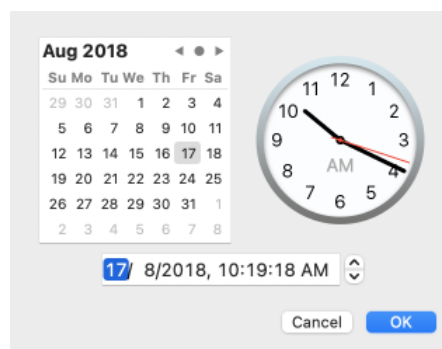 Aug 2018
Su Mo Tu We Th Fr Sa
29 30 31 1 2 3 4
5 6 7 8 9 10 11
12 13 14 15 16 17 18
19 20 21 22 23 24 25
26 27 28 29 30 31 1
2 3 4 5 6 7 8
12
11 1
10 2
9 3
AM
8 4
7 5
6
17/ 8/2018, 10:19:18 AM
Cancel OK